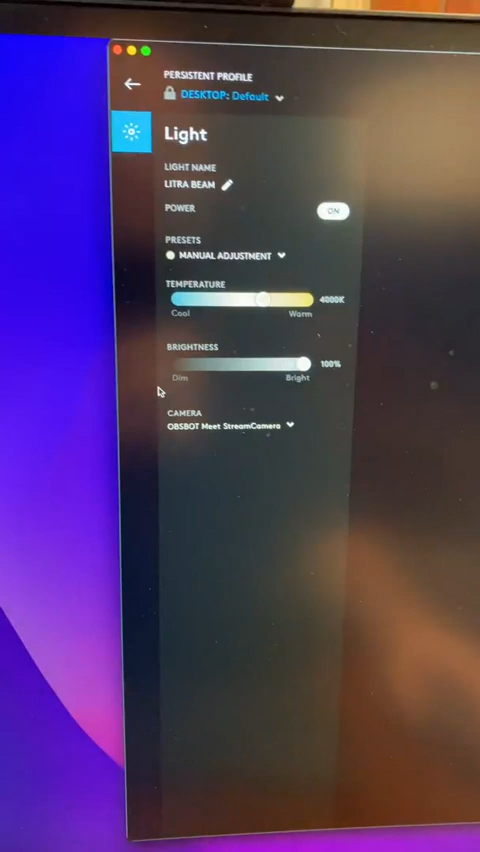 PERSISTENT PROFILE
DESKTOP: Default
Light
LIGHT NAME
LITRA BEAM
POWER
ON
PRESETS
MANUAL ADJUSTMENT
TEMPERATURE
4000K
Cool Warm
BRIGHTNESS
100%
Dim Bright
CAMERA
OBSBOT Meet StreamCamera